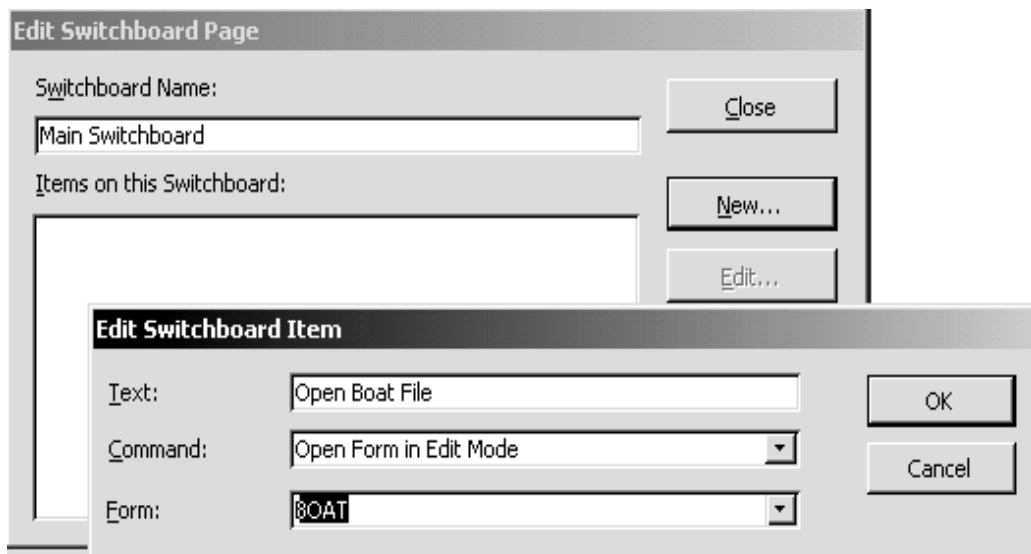 Edit Switchboard Page
Switchboard Name:
Close
Main Switchboard
Items on this Switchboard:
New...
Edit...
Edit Switchboard Item
Text: Open Boat File
OK
Command: Open Form in Edit Mode
Cancel
Form: BOAT